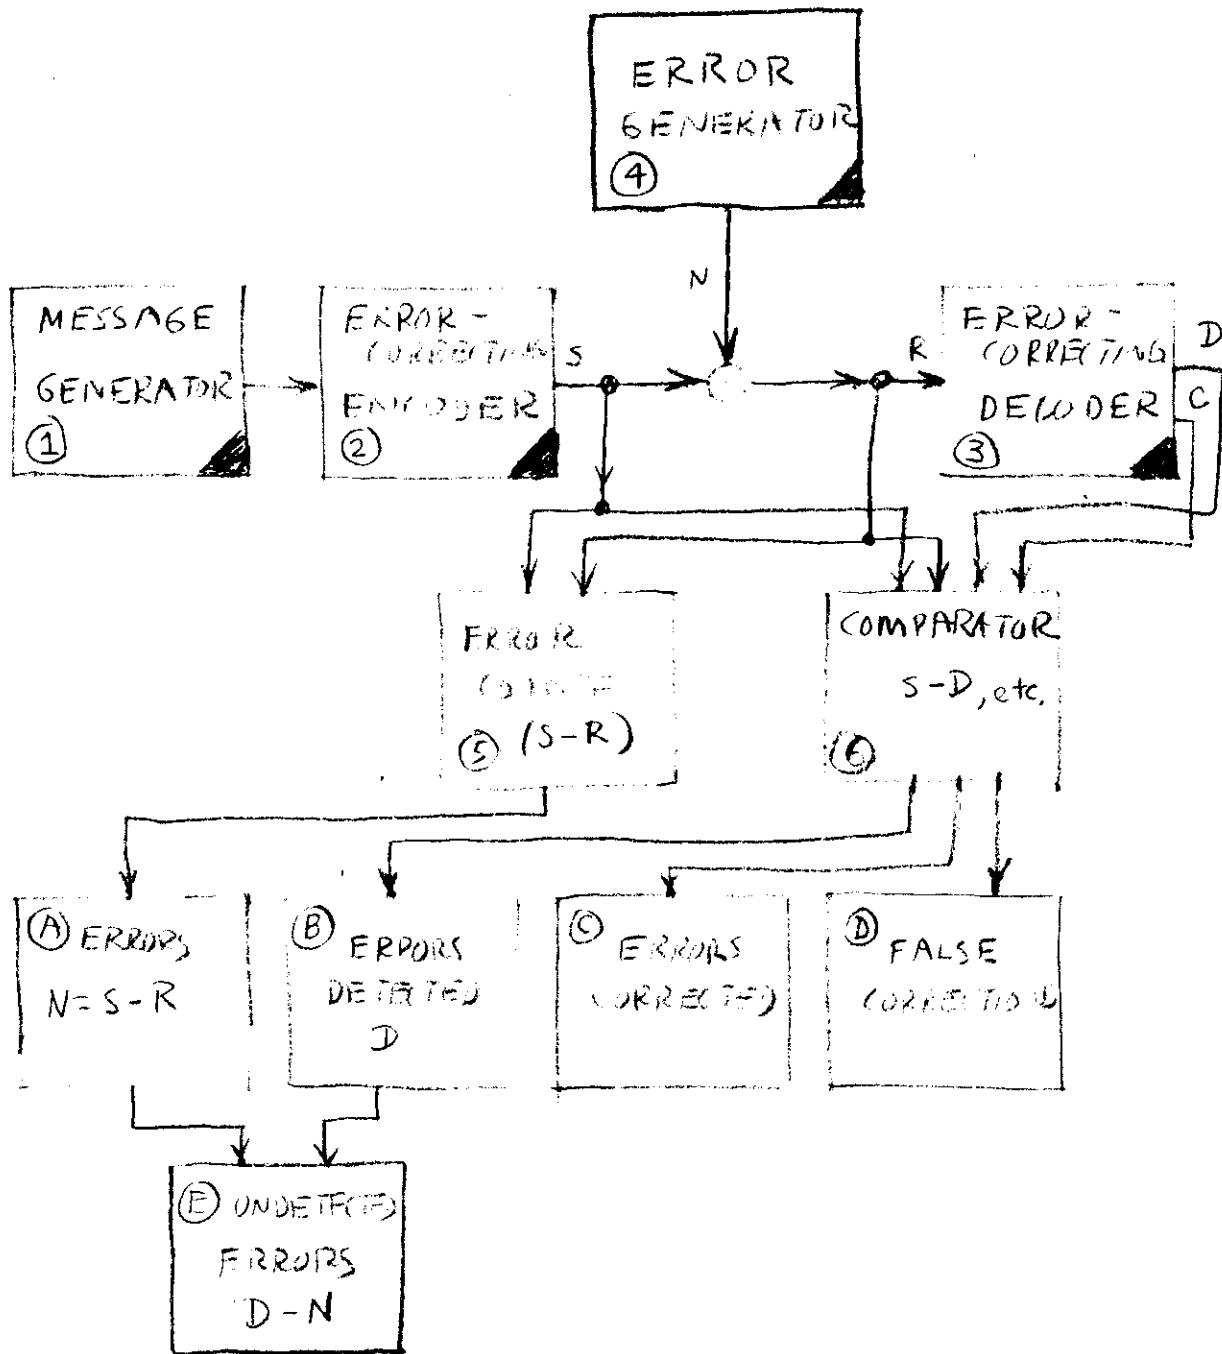 ERROR
GENERATOR
④
N
MESSAGE
GENERATOR
①
ERROR-
CORRECTING
ENCODER
②
S
R
ERROR-
CORRECTING
DECODER
③
D
C
ERROR
(S-R)
⑤
COMPARATOR
S-D, etc.
⑥
Ⓐ ERRORS
N=S-R
Ⓑ ERRORS
DETECTED
D
Ⓒ ERRORS
CORRECTED
Ⓓ FALSE
CORRECTIONS
Ⓔ UNDETECTED
ERRORS
D-N